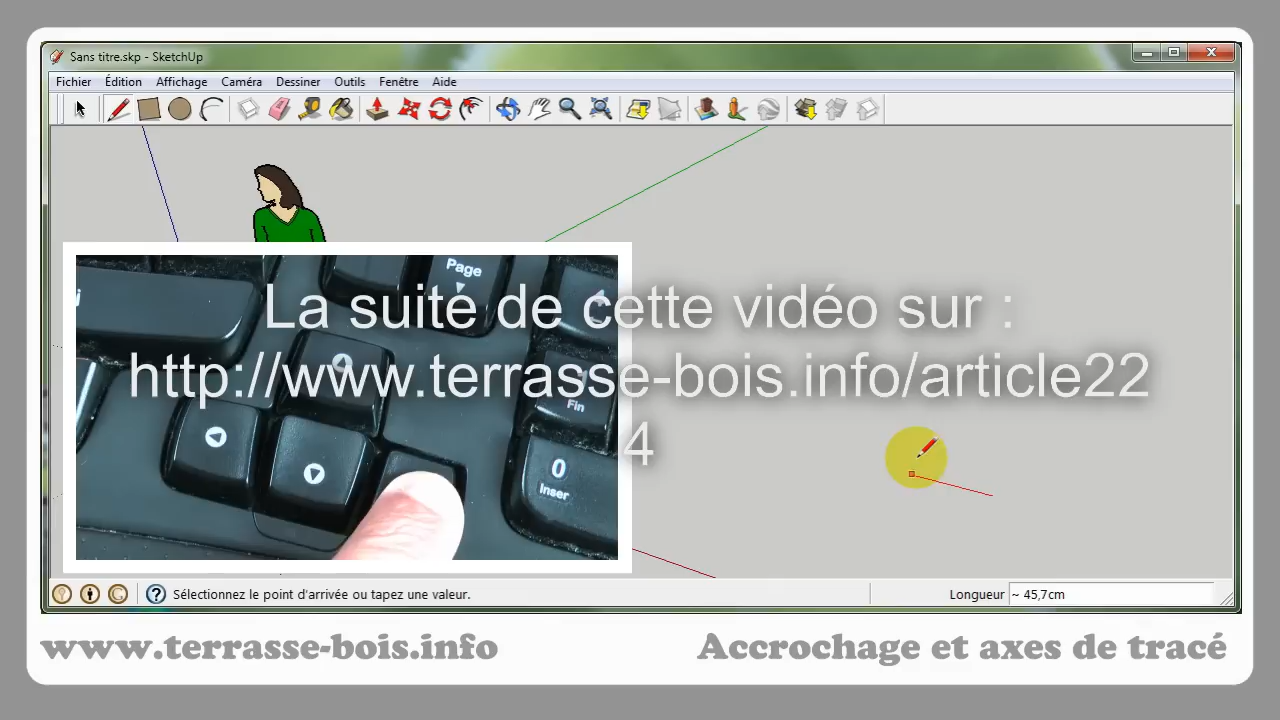 Sans titre.skp - SketchUp
Fichier Édition Affichage Caméra Dessiner Outils Fenêtre Aide
Page
La suite de cette vidéo sur :
http://www.terrasse-bois.info/article22
4
Fin
0
Inser
Sélectionnez le point d'arrivée ou tapez une valeur. Longueur ~ 45,7cm
www.terrasse-bois.info Accrochage et axes de tracé